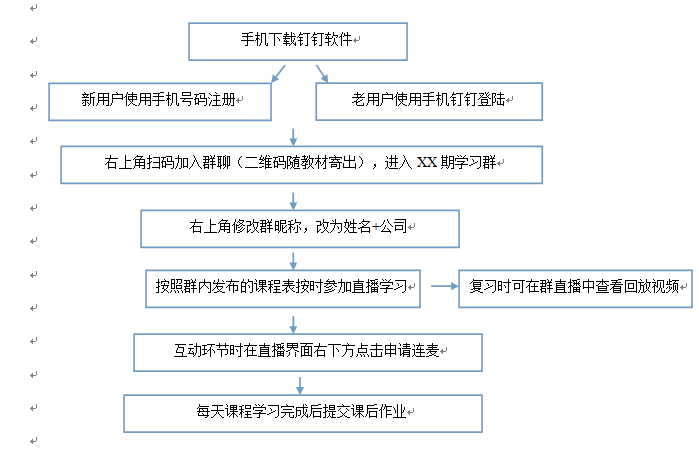 手机下载钉钉软件
新用户使用手机号码注册
老用户使用手机钉钉登陆
右上角扫码加入群聊（二维码随教材寄出），进入 XX 期学习群
右上角修改群昵称，改为姓名+公司
按照群内发布的课程表按时参加直播学习
复习时可在群直播中查看回放视频
互动环节时在直播界面右下方点击申请连麦
每天课程学习完成后提交课后作业